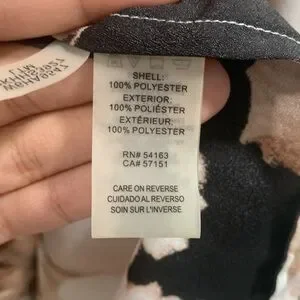 SHELL:
100% POLYESTER
EXTERIOR:
100% POLIÉSTER
EXTÉRIEUR:
100% POLYESTER
RN# 54163
CA# 57151
CARE ON REVERSE
CUIDADO AL REVERSO
SOIN SUR L'INVERSE